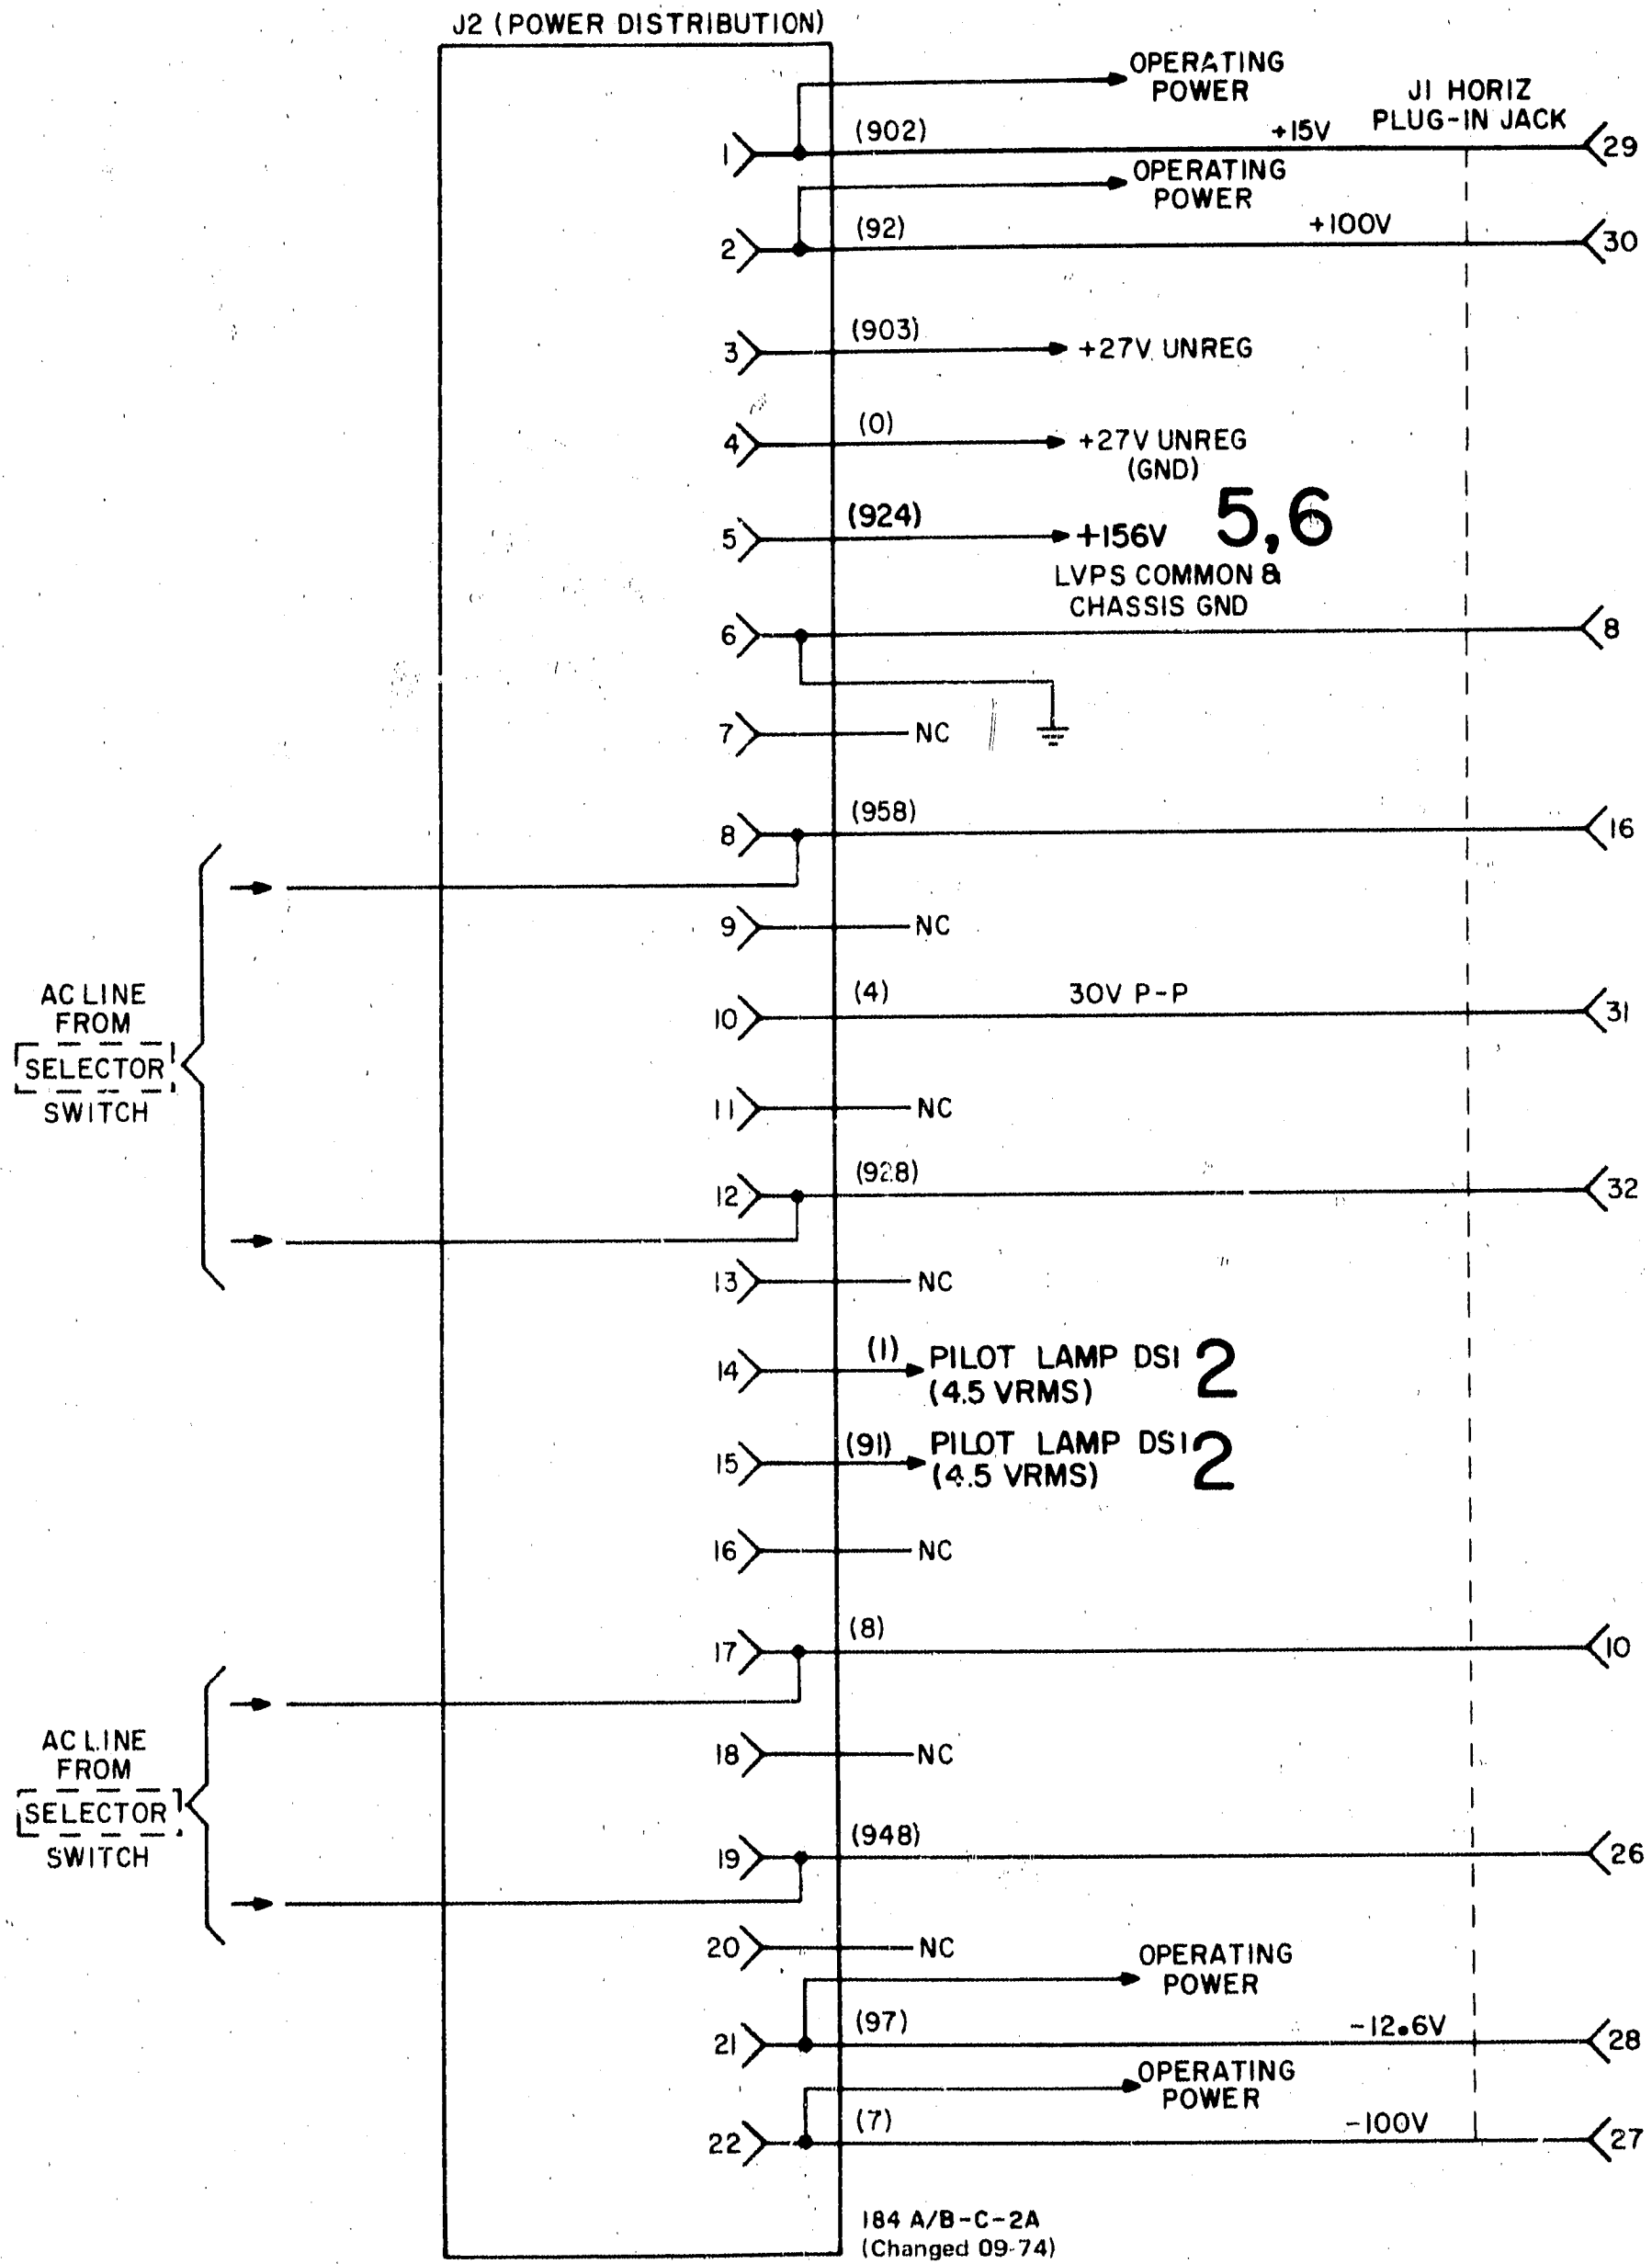 J2 (POWER DISTRIBUTION)
OPERATING
POWER
J1 HORIZ
PLUG-IN JACK
1 (902) +15V 29
OPERATING
POWER
2 (92) +100V 30
3 (903) +27V UNREG
4 (0) +27V UNREG
(GND)
5 (924) +156V 5,6
LVPS COMMON &
CHASSIS GND
6 8
7 NC
8 (958) 16
9 NC
AC LINE
FROM
SELECTOR
SWITCH
10 (4) 30V P-P 31
11 NC
12 (928) 32
13 NC
14 (1) PILOT LAMP DS1 2
(4.5 VRMS)
15 (91) PILOT LAMP DS1 2
(4.5 VRMS)
16 NC
17 (8) 10
AC LINE
FROM
SELECTOR
SWITCH
18 NC
19 (948) 26
20 NC
OPERATING
POWER
21 (97) -12.6V 28
OPERATING
POWER
22 (7) -100V 27
184 A/B-C-2A
(Changed 09-74)